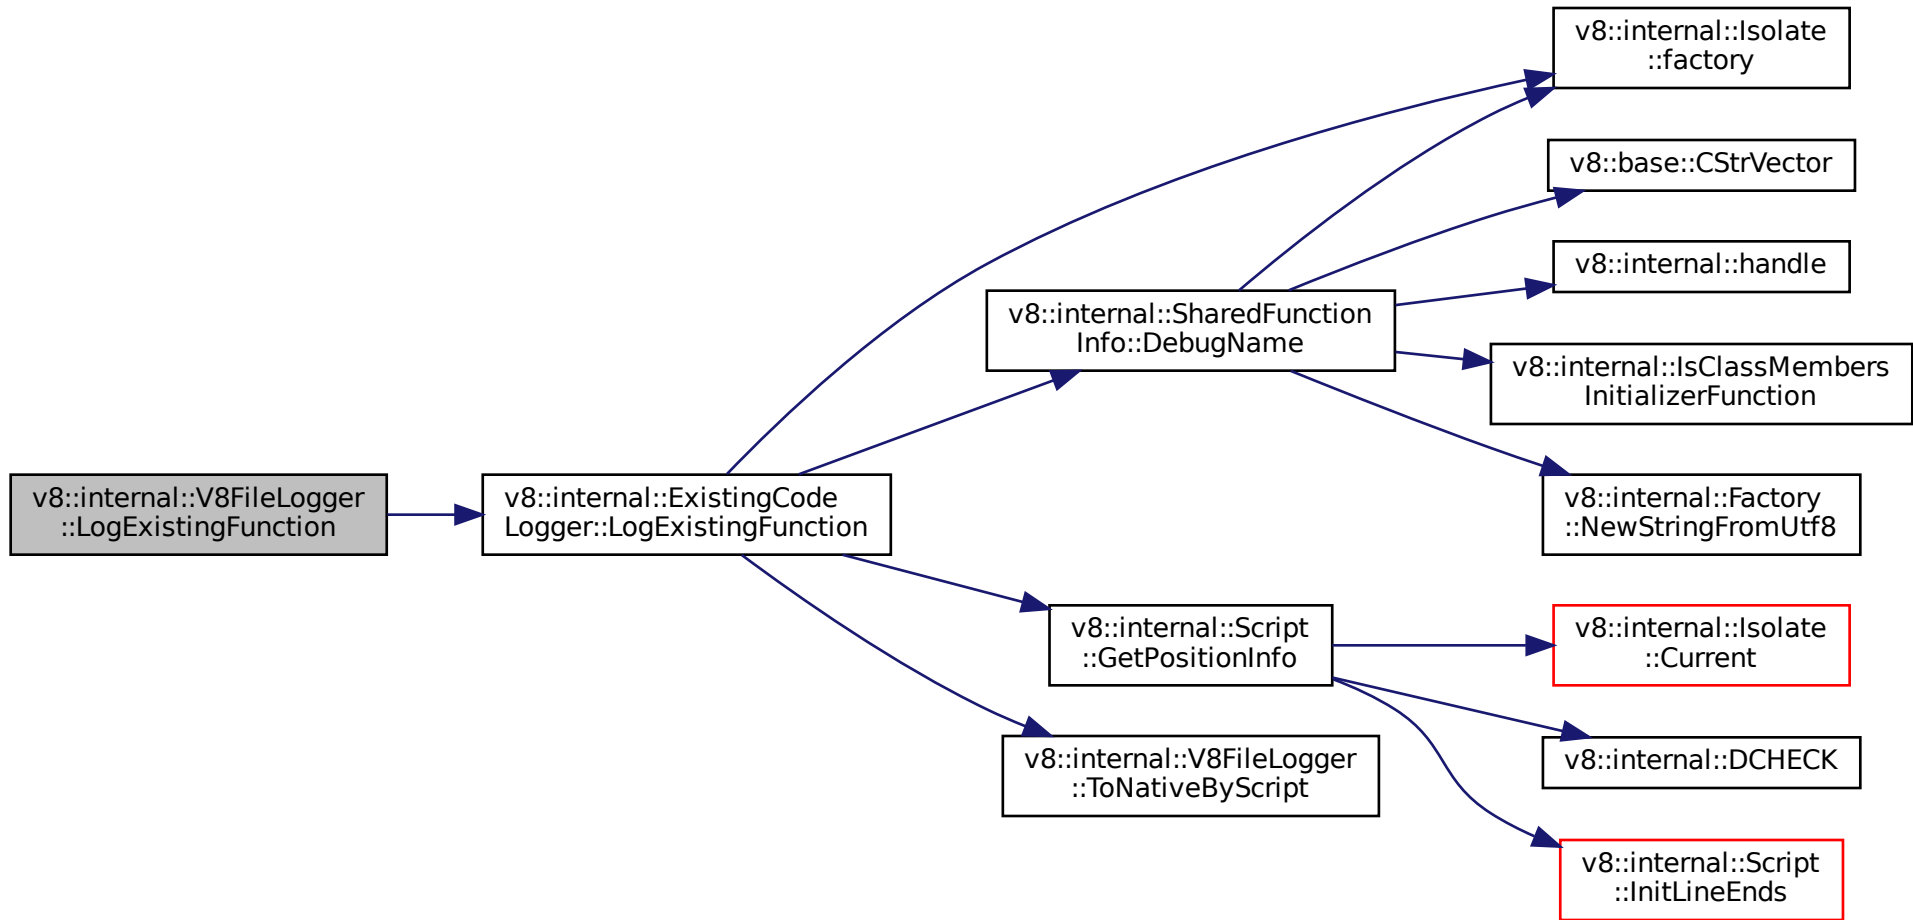 v8::internal::V8FileLogger
::LogExistingFunction
v8::internal::ExistingCode
Logger::LogExistingFunction
v8::internal::SharedFunction
Info::DebugName
v8::internal::Script
::GetPositionInfo
v8::internal::V8FileLogger
::ToNativeByScript
v8::internal::Isolate
::factory
v8::base::CStrVector
v8::internal::handle
v8::internal::IsClassMembers
InitializerFunction
v8::internal::Factory
::NewStringFromUtf8
v8::internal::Isolate
::Current
v8::internal::DCHECK
v8::internal::Script
::InitLineEnds